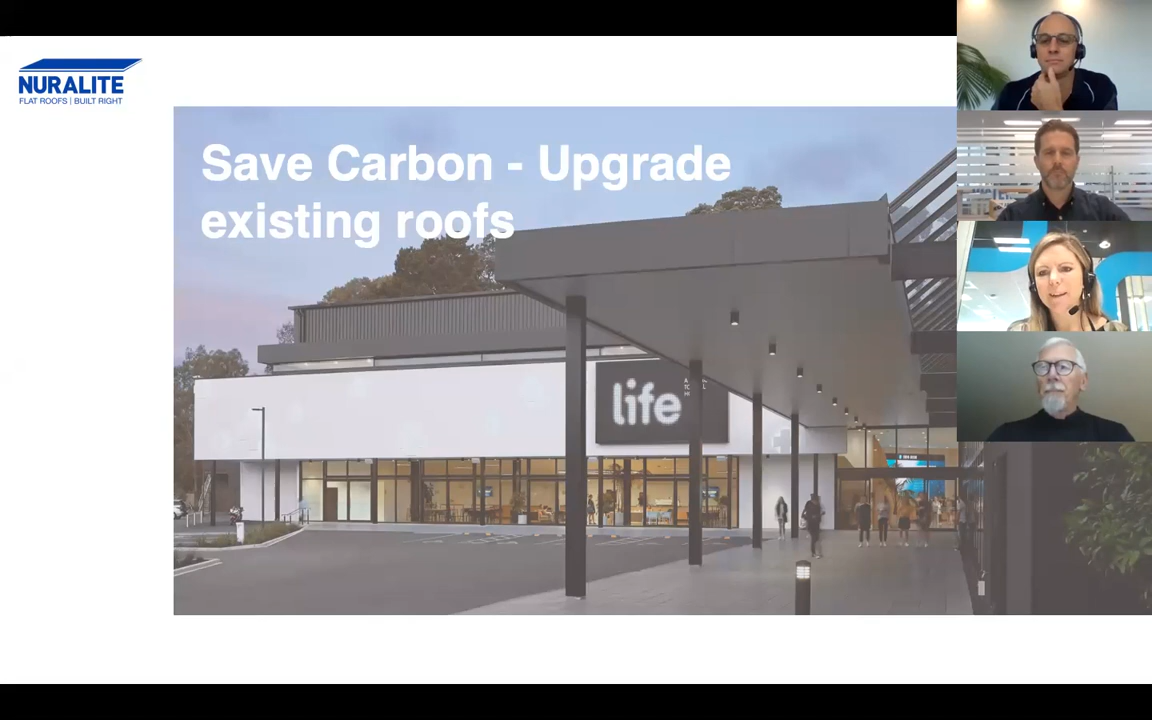 NURALITE
FLAT ROOFS | BUILT RIGHT
Save Carbon - Upgrade
existing roofs
life